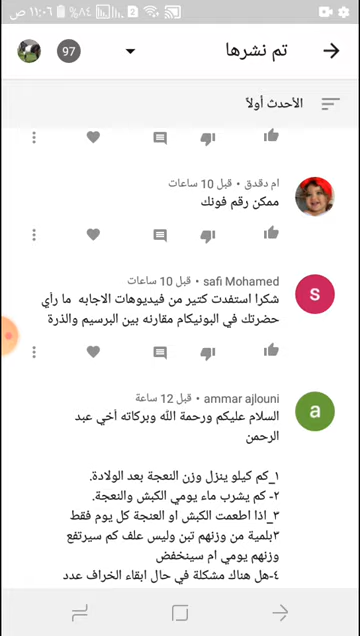 ١١:٠٦ ص
٨٤%
2
تم نشرها
97
الأحدث أولاً
ام دقدق • قبل 10 ساعات
ممكن رقم فونك
safi Mohamed • قبل 10 ساعات
شكرا استفدت كتير من فيديوهات الاجابه ما رأي
حضرتك في البونيكام مقارنه بين البرسيم والذرة
ammar ajlouni • قبل 12 ساعة
السلام عليكم ورحمة الله وبركاته أخي عبد
الرحمن
١_كم كيلو ينزل وزن النعجة بعد الولادة.
٢- كم يشرب ماء يومي الكبش والنعجة.
٣_اذا اطعمت الكبش او العنجة كل يوم فقط
٣بلمية من وزنهم تبن وليس علف كم سيرتفع
وزنهم يومي ام سينخفض
٤-هل هناك مشكلة في حال ابقاء الخراف عدد